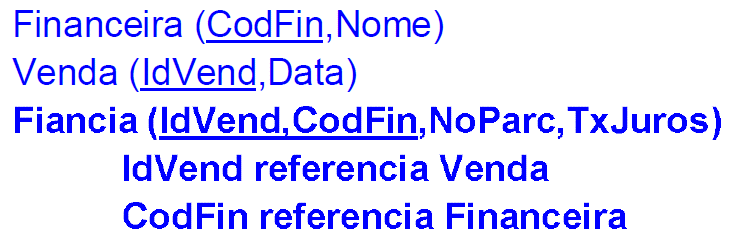 Financeira (CodFin,Nome)
Venda (IdVend,Data)
Fiancia (IdVend,CodFin,NoParc,TxJuros)
IdVend referencia Venda
CodFin referencia Financeira